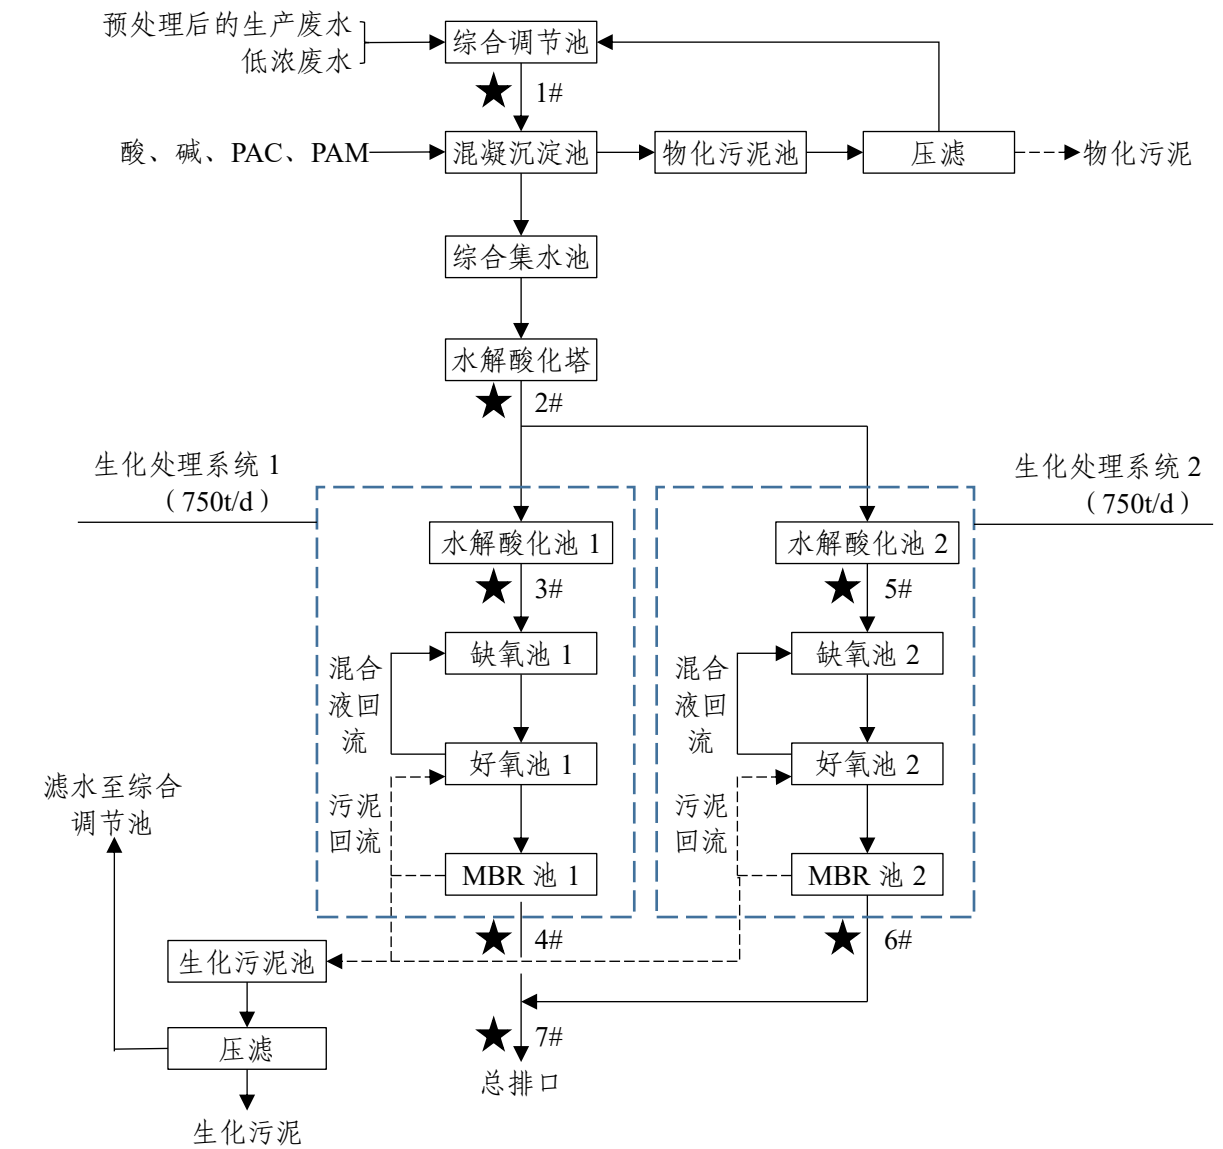 预处理后的生产废水
低浓废水
综合调节池
1#
酸、碱、PAC、PAM
混凝沉淀池
物化污泥池
压滤
物化污泥
综合集水池
水解酸化塔
2#
生化处理系统 1
（750t/d）
生化处理系统 2
（750t/d）
水解酸化池 1
水解酸化池 2
3#
5#
缺氧池 1
缺氧池 2
混合
液回
流
混合
液回
流
好氧池 1
好氧池 2
滤水至综合
调节池
污泥
回流
污泥
回流
MBR 池 1
MBR 池 2
4#
6#
生化污泥池
7#
压滤
总排口
生化污泥